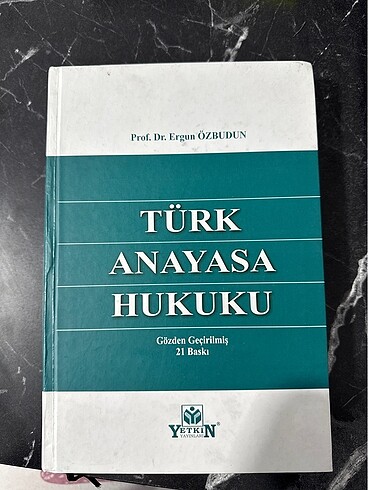 Prof. Dr. Ergun ÖZBUDUN
TÜRK
ANAYASA
HUKUKU
Gözden Geçirilmiş
21 Baskı
YETKİN
YAYINLARI